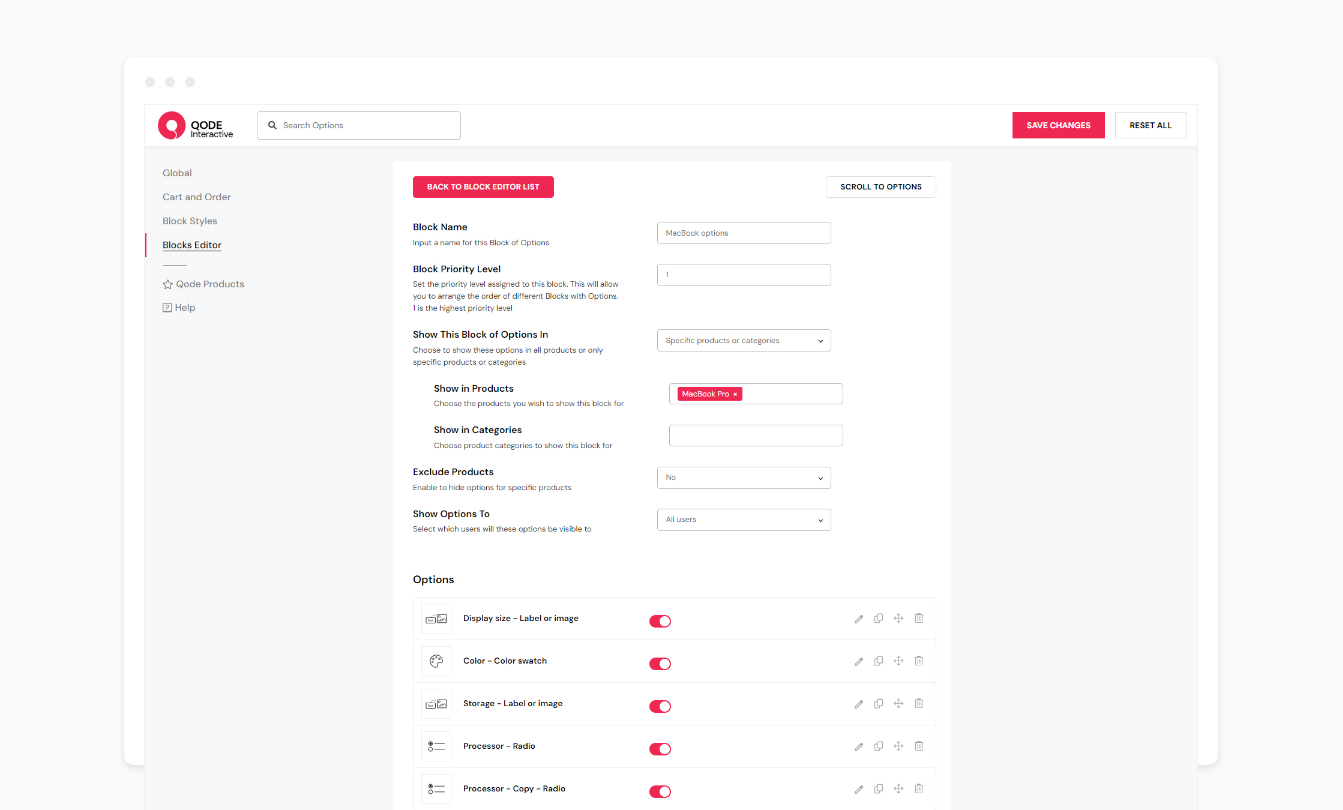 QODE
Interactive
Search Options
SAVE CHANGES
RESET ALL
Global
Cart and Order
Block Styles
Blocks Editor
Qode Products
Help
BACK TO BLOCK EDITOR LIST
SCROLL TO OPTIONS
Block Name
Input a name for this Block of Options
MacBook options
Block Priority Level
Set the priority level assigned to this block. This will allow
you to arrange the order of different Blocks with Options.
1 is the highest priority level
1
Show This Block of Options In
Choose to show these options in all products or only
specific products or categories
Specific products or categories
Show in Products
Choose the products you wish to show this block for
MacBook Pro ×
Show in Categories
Choose product categories to show this block for
Exclude Products
Enable to hide options for specific products
No
Show Options To
Select which users will these options be visible to
All users
Options
Display size - Label or image
Color - Color swatch
Storage - Label or image
Processor - Radio
Processor - Copy - Radio